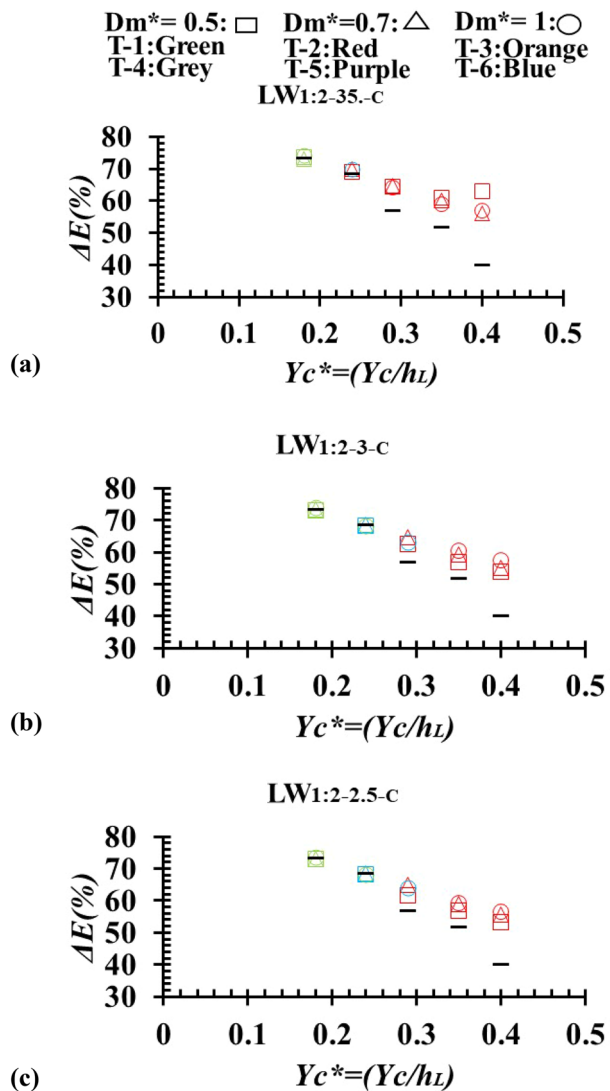 Dm*= 0.5: □ Dm*=0.7: △ Dm*= 1:○
T-1:Green T-2:Red T-3:Orange
T-4:Grey T-5:Purple T-6:Blue
LW1:2-35.-C
80
70
60
50
40
30
ΔE(%)
0 0.1 0.2 0.3 0.4 0.5
(a)
Yc*=(Yc/hL)
LW1:2-3-C
80
70
60
50
40
30
ΔE(%)
0 0.1 0.2 0.3 0.4 0.5
(b)
Yc*=(Yc/hL)
LW1:2-2.5-C
80
70
60
50
40
30
ΔE(%)
0 0.1 0.2 0.3 0.4 0.5
(c)
Yc*=(Yc/hL)